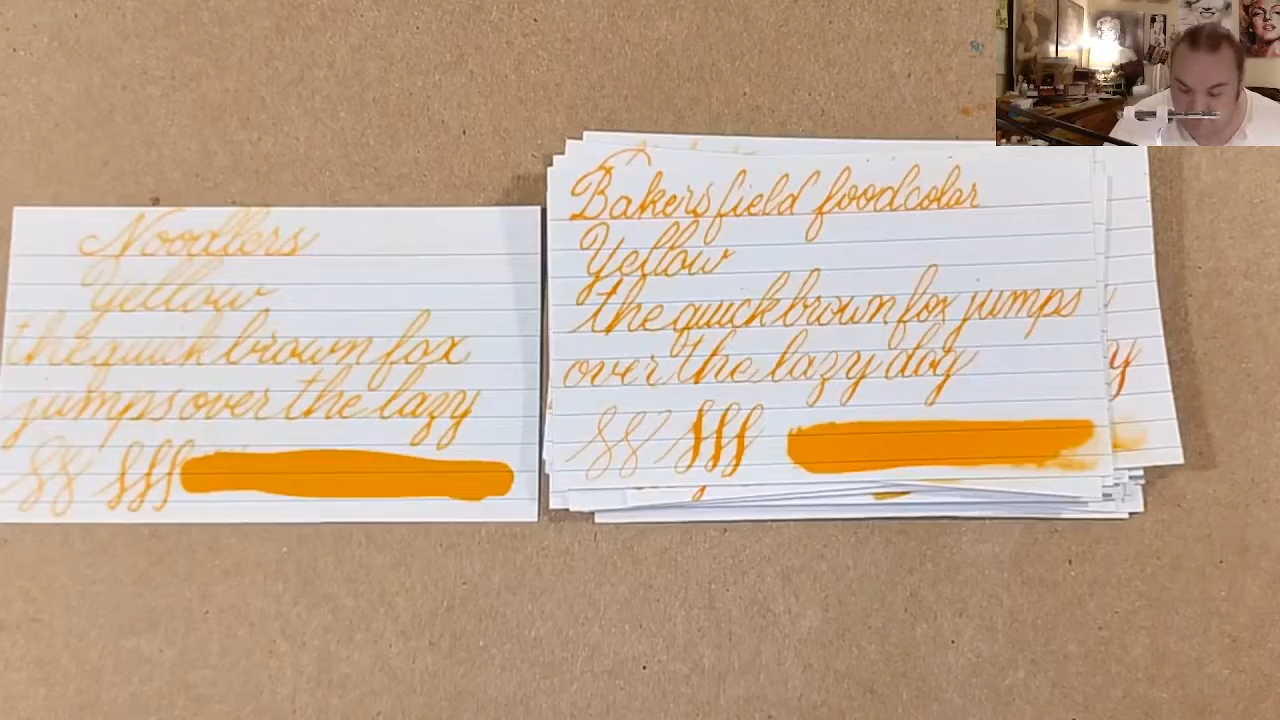 Noodlers
Yellow
the quick brown fox
jumps over the lazy
Bakersfield foodcolor
Yellow
the quick brown fox jumps
over the lazy dog
y